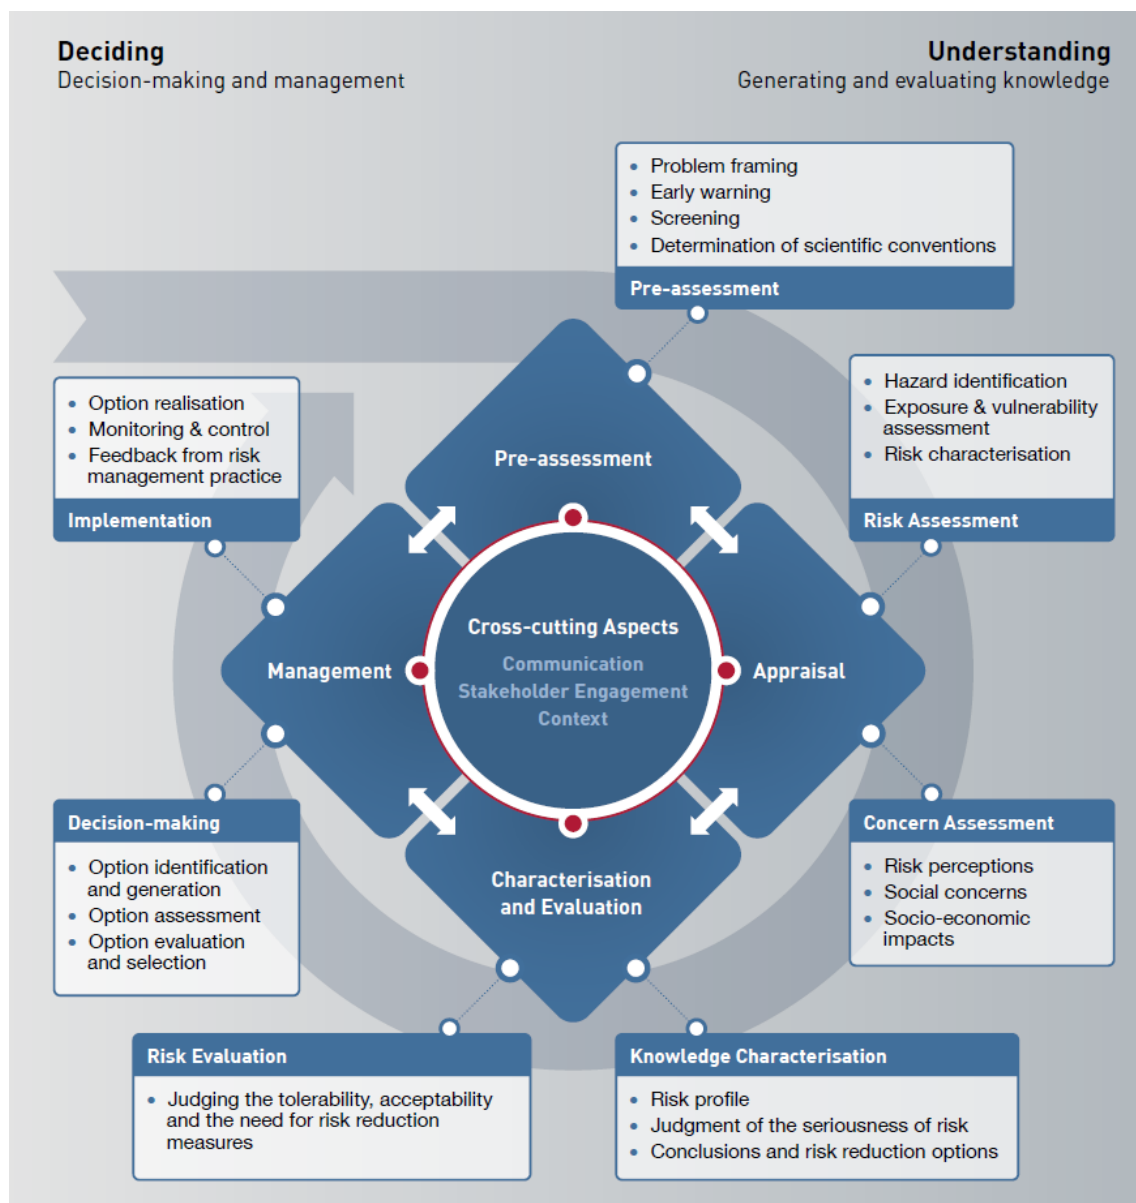 Deciding
Decision-making and management
Understanding
Generating and evaluating knowledge
• Problem framing
• Early warning
• Screening
• Determination of scientific conventions
Pre-assessment
• Option realisation
• Monitoring & control
• Feedback from risk
management practice
Implementation
• Hazard identification
• Exposure & vulnerability
assessment
• Risk characterisation
Risk Assessment
Pre-assessment
Cross-cutting Aspects
Communication
Stakeholder Engagement
Context
Management
Appraisal
Characterisation
and Evaluation
Decision-making
• Option identification
and generation
• Option assessment
• Option evaluation
and selection
Concern Assessment
• Risk perceptions
• Social concerns
• Socio-economic
impacts
Risk Evaluation
• Judging the tolerability, acceptability
and the need for risk reduction
measures
Knowledge Characterisation
• Risk profile
• Judgment of the seriousness of risk
• Conclusions and risk reduction options